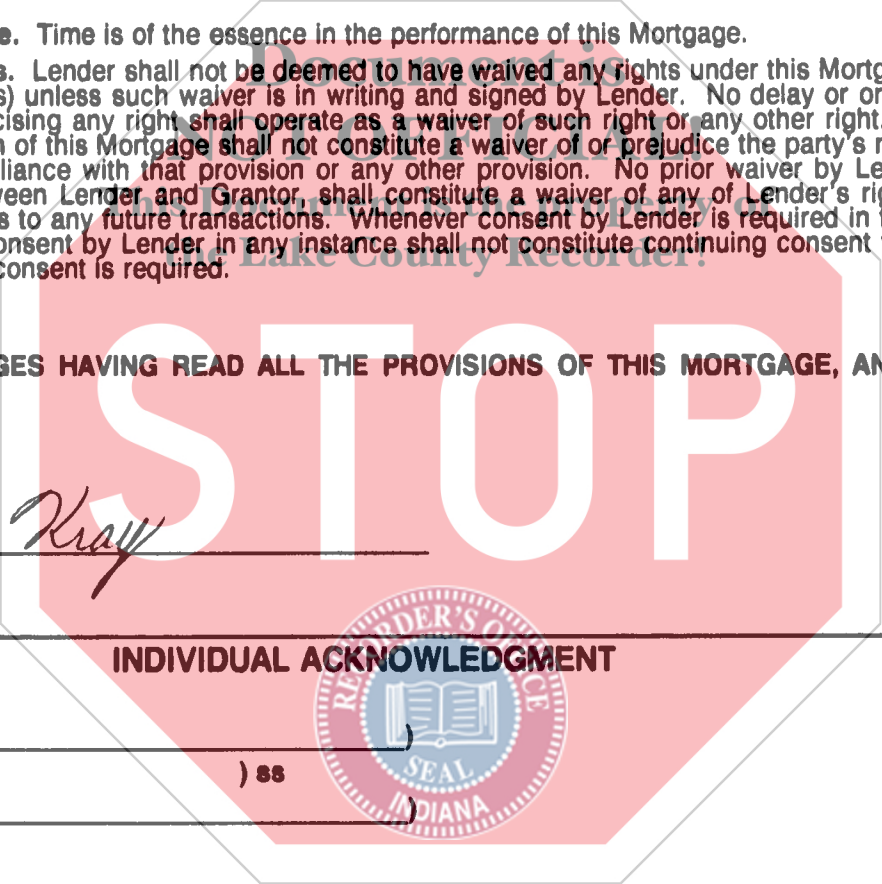 e. Time is of the essence in the performance of this Mortgage.
s. Lender shall not be deemed to have waived any rights under this Mortg
s) unless such waiver is in writing and signed by Lender. No delay or or
cising any right shall operate as a waiver of such right or any other right.
n of this Mortgage shall not constitute a waiver of or prejudice the party's r
liance with that provision or any other provision. No prior waiver by Le
veen Lender and Grantor, shall constitute a waiver of any of Lender's rig
s to any future transactions. Whenever consent by Lender is required in t
onsent by Lender in any instance shall not constitute continuing consent
consent is required.
Document is
NOT OFFICIAL!
This Document is the property of
the Lake County Recorder!
GES HAVING READ ALL THE PROVISIONS OF THIS MORTGAGE, AN
STOP
INDIVIDUAL ACKNOWLEDGMENT
)
) ss
)
RECORDER'S OFFICE
SEAL
INDIANA